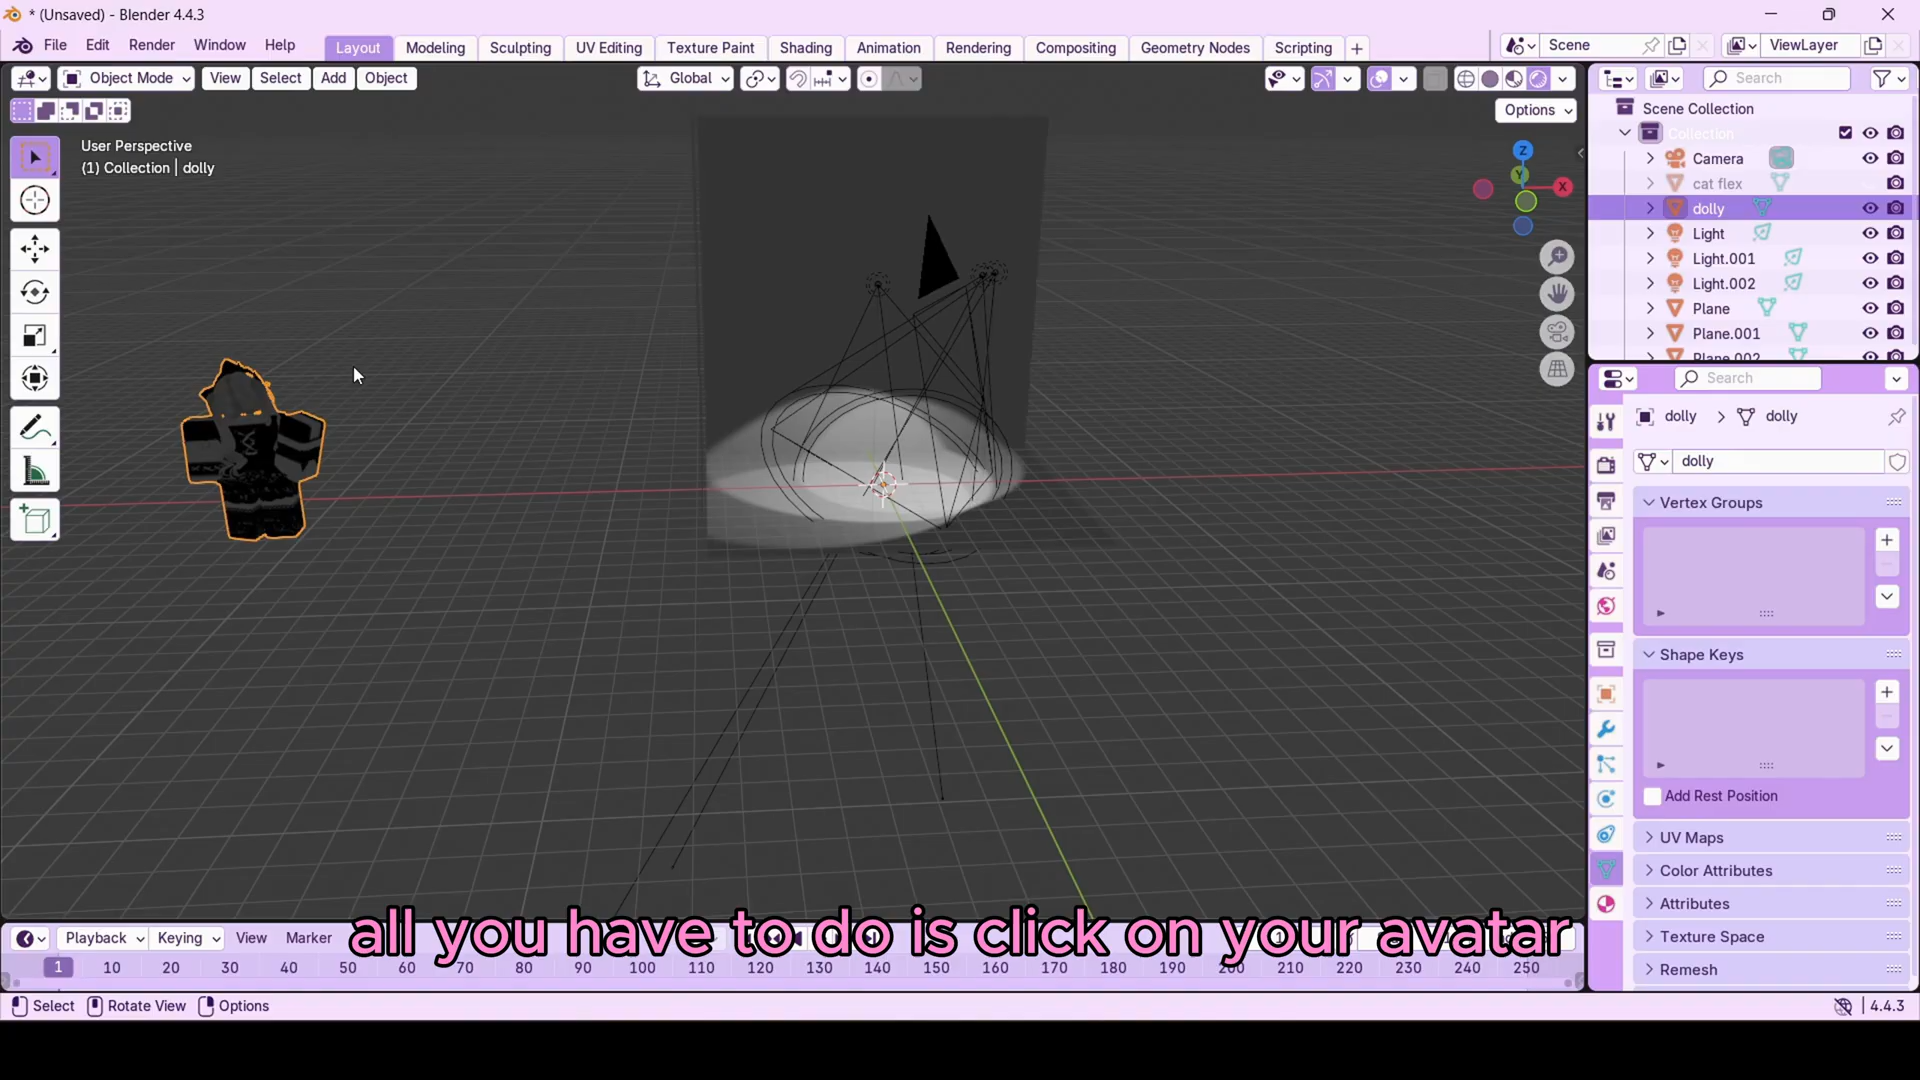 * (Unsaved) - Blender 4.4.3
File Edit Render Window Help Layout Modeling Sculpting UV Editing Texture Paint Shading Animation Rendering Compositing Geometry Nodes Scripting + Scene ViewLayer
Object Mode View Select Add Object Global Search
Options
User Perspective
(1) Collection | dolly
Z
Y
X
Scene Collection
Collection
Camera
cat flex
dolly
Light
Light.001
Light.002
Plane
Plane.001
Plane.002
Search
dolly > dolly
dolly
Vertex Groups
Shape Keys
Add Rest Position
UV Maps
Color Attributes
Attributes
Texture Space
Remesh
all you have to do is click on your avatar
Playback Keying View Marker
1 10 20 30 40 50 60 70 80 90 100 110 120 130 140 150 160 170 180 190 200 210 220 230 240 250
Select Rotate View Options 4.4.3